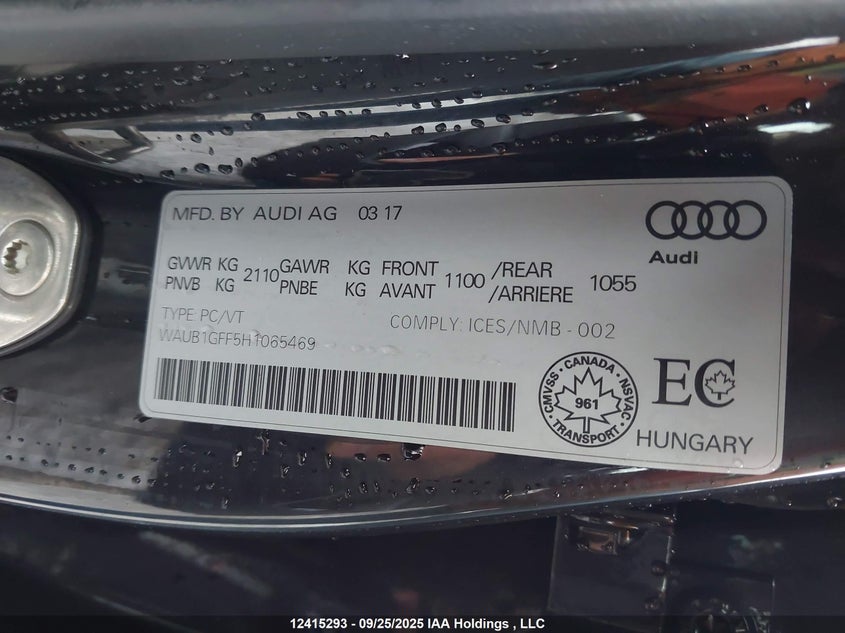 MFD. BY AUDI AG 03 17
Audi
GVWR KG 2110 GAWR KG FRONT 1100 /REAR 1055
PNVB KG PNBE KG AVANT /ARRIERE
TYPE: PC/VT COMPLY: ICES/NMB - 002
WAUB1GFF5H1065469
CMVSS · CANADA · NSVAC · TRANSPORT ·
961
EC
HUNGARY
12415293 - 09/25/2025 IAA Holdings , LLC